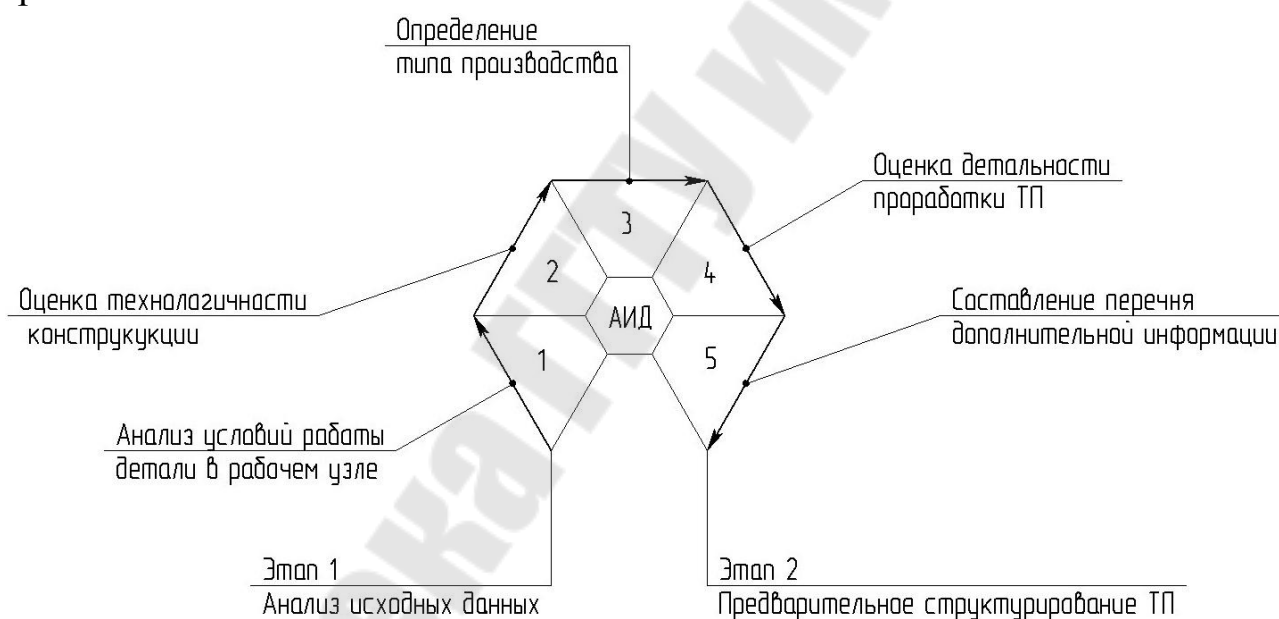 Определение
типа производства
Оценка детальности
проработки ТП
3
2
4
Оценка технологичности
конструкукции
АИД
Составление перечня
дополнительной информации
1
5
Анализ условий работы
детали в рабочем узле
Этап 1
Анализ исходных данных
Этап 2
Предварительное структурирование ТП